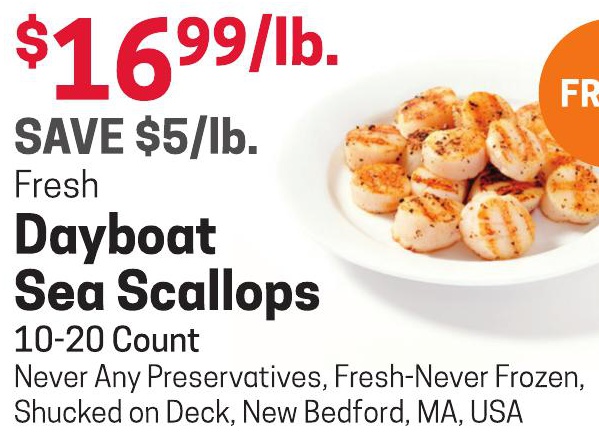 $16.99/lb.
SAVE $5/lb.
Fresh
Dayboat
Sea Scallops
10-20 Count
Never Any Preservatives, Fresh-Never Frozen,
Shucked on Deck, New Bedford, MA, USA
FR